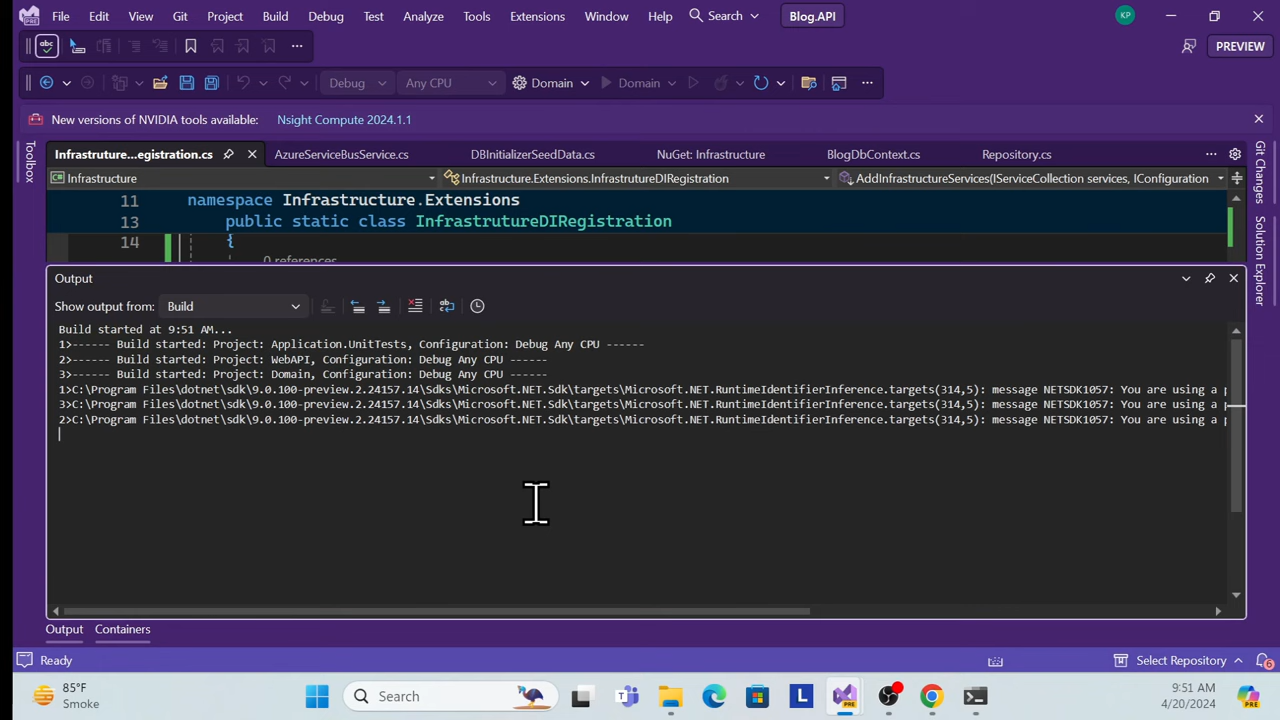 File Edit View Git Project Build Debug Test Analyze Tools Extensions Window Help Search Blog.API KP
PRE
abc
PREVIEW
Debug Any CPU Domain Domain
New versions of NVIDIA tools available: Nsight Compute 2024.1.1
Toolbox
Infrastruture...egistration.cs AzureServiceBusService.cs DBInitializerSeedData.cs NuGet: Infrastructure BlogDbContext.cs Repository.cs
Infrastructure Infrastructure.Extensions.InfrastrutureDIRegistration AddInfrastructureServices(IServiceCollection services, IConfiguration
11 namespace Infrastructure.Extensions
13 public static class InfrastrutureDIRegistration
14 {
0 references
Git Changes
Solution Explorer
Output
Show output from: Build
Build started at 9:51 AM...
1>------ Build started: Project: Application.UnitTests, Configuration: Debug Any CPU ------
2>------ Build started: Project: WebAPI, Configuration: Debug Any CPU ------
3>------ Build started: Project: Domain, Configuration: Debug Any CPU ------
1>C:\Program Files\dotnet\sdk\9.0.100-preview.2.24157.14\Sdks\Microsoft.NET.Sdk\targets\Microsoft.NET.RuntimeIdentifierInference.targets(314,5): message NETSDK1057: You are using a p
3>C:\Program Files\dotnet\sdk\9.0.100-preview.2.24157.14\Sdks\Microsoft.NET.Sdk\targets\Microsoft.NET.RuntimeIdentifierInference.targets(314,5): message NETSDK1057: You are using a p
2>C:\Program Files\dotnet\sdk\9.0.100-preview.2.24157.14\Sdks\Microsoft.NET.Sdk\targets\Microsoft.NET.RuntimeIdentifierInference.targets(314,5): message NETSDK1057: You are using a p
Output Containers
Ready Select Repository 6
85°F
Smoke
Search
L
PRE
9:51 AM
4/20/2024
PRE